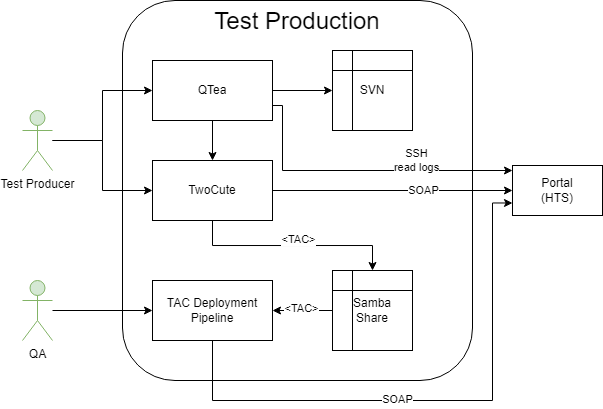 Test Production
QTea
SVN
Test Producer
SSH
read logs
TwoCute
SOAP
Portal
(HTS)
<TAC>
TAC Deployment
Pipeline
<TAC>
Samba
Share
QA
SOAP